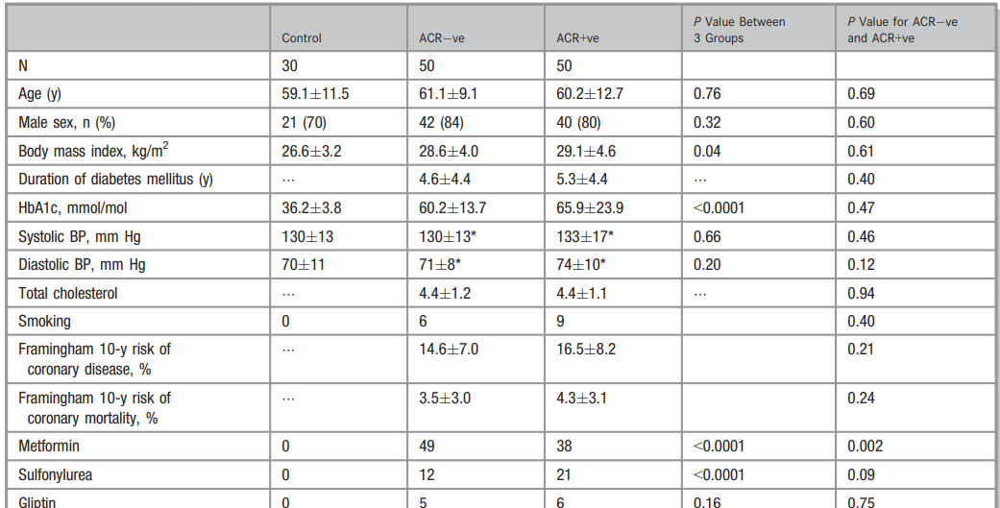 Control ACR−ve ACR+ve P Value Between 3 Groups P Value for ACR−ve and ACR+ve
N 30 50 50
Age (y) 59.1±11.5 61.1±9.1 60.2±12.7 0.76 0.69
Male sex, n (%) 21 (70) 42 (84) 40 (80) 0.32 0.60
Body mass index, kg/m² 26.6±3.2 28.6±4.0 29.1±4.6 0.04 0.61
Duration of diabetes mellitus (y) ... 4.6±4.4 5.3±4.4 ... 0.40
HbA1c, mmol/mol 36.2±3.8 60.2±13.7 65.9±23.9 <0.0001 0.47
Systolic BP, mm Hg 130±13 130±13* 133±17* 0.66 0.46
Diastolic BP, mm Hg 70±11 71±8* 74±10* 0.20 0.12
Total cholesterol ... 4.4±1.2 4.4±1.1 ... 0.94
Smoking 0 6 9 0.40
Framingham 10-y risk of ... 14.6±7.0 16.5±8.2 0.21
coronary disease, %
Framingham 10-y risk of ... 3.5±3.0 4.3±3.1 0.24
coronary mortality, %
Metformin 0 49 38 <0.0001 0.002
Sulfonylurea 0 12 21 <0.0001 0.09
Gliptin 0 5 6 0.16 0.75